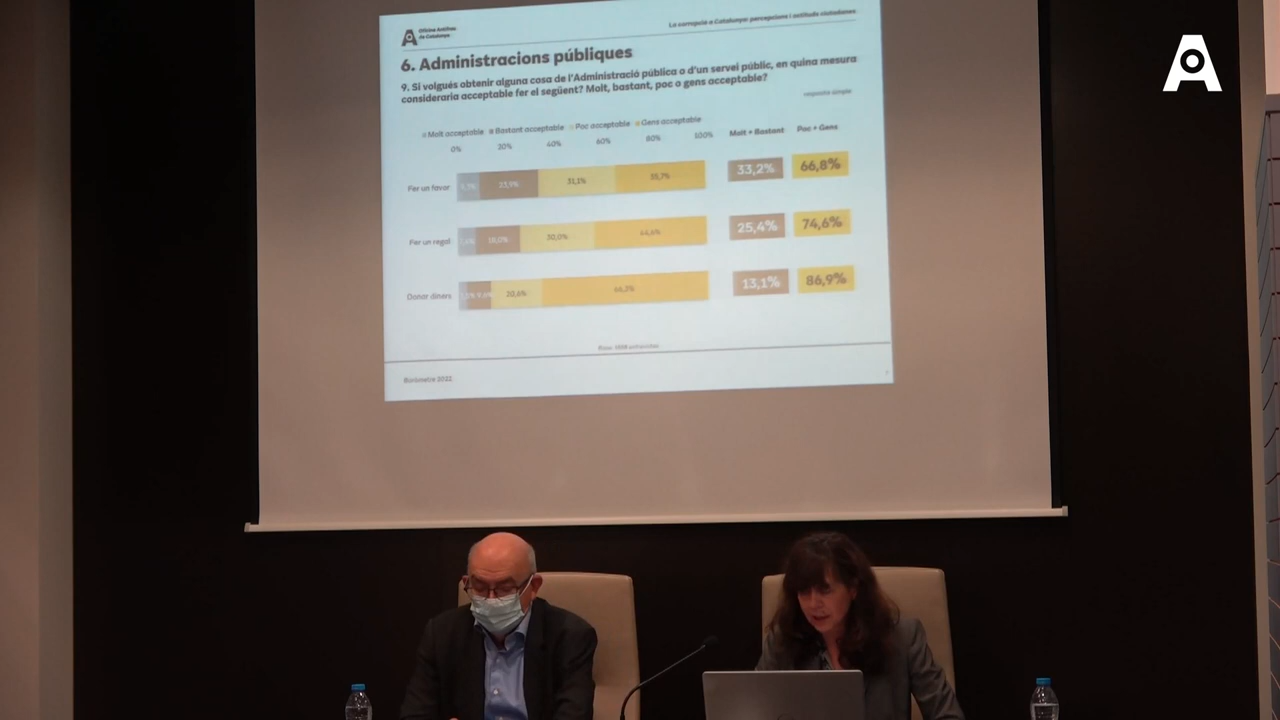 Oficina Antifrau
de Catalunya
La corrupció a Catalunya: percepcions i actituds ciutadanes.
6. Administracions públiques
9. Si volgués obtenir alguna cosa de l'Administració pública o d'un servei públic, en quina mesura
consideraria acceptable fer el següent? Molt, bastant, poc o gens acceptable?
resposta simple
Molt acceptable Bastant acceptable Poc acceptable Gens acceptable
0% 20% 40% 60% 80% 100% Molt + Bastant Poc + Gens
Fer un favor 23,9% 31,1% 35,7% 33,2% 66,8%
Fer un regal 18,0% 30,0% 44,6% 25,4% 74,6%
Donar diners 9,6% 20,6% 66,3% 13,1% 86,9%
Baròmetre 2022